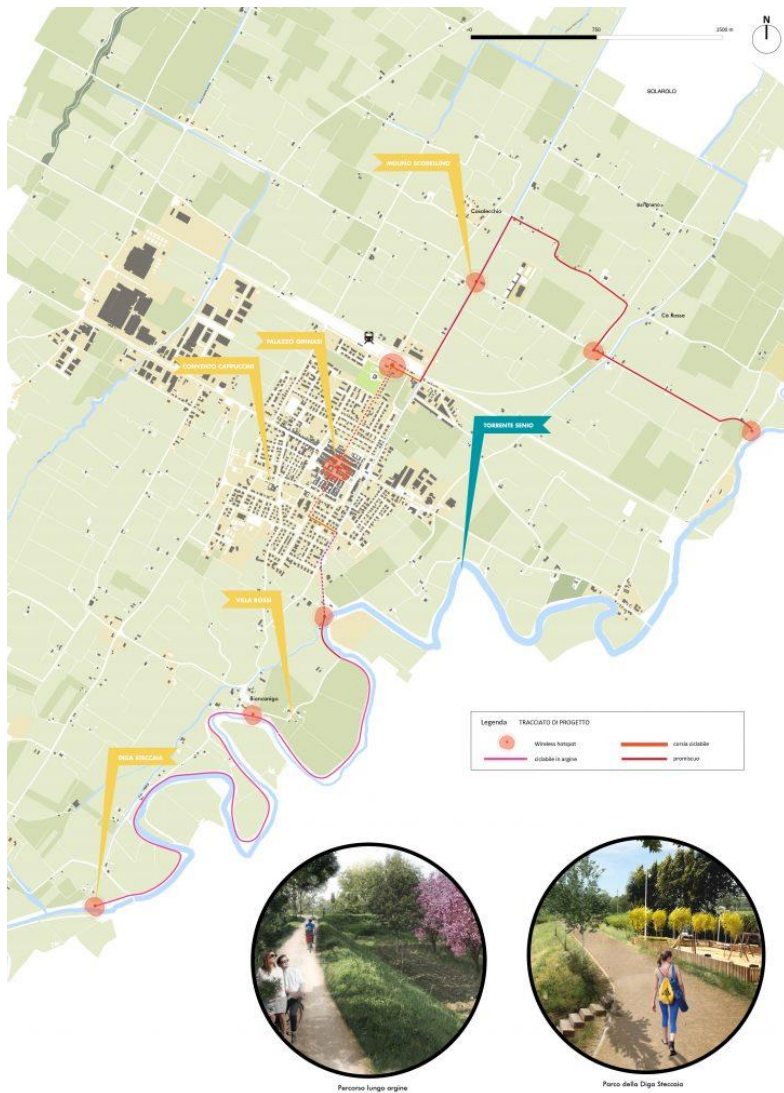 0 750 1500 m
N
SOLAROLO
MOLINO SCODELLINO
Casalecchio
Cà Rossa
PALAZZO GINNASI
CONVENTO CAPPUCCINI
TORRENTE SENIO
VILLA ROSSI
Biancanigo
DIGA STECCAIA
Legenda TRACCIATO DI PROGETTO
Wireless hotspot
corsia ciclabile
ciclabile in argine
promiscuo
Percorso lungo argine
Parco della Diga Steccaia